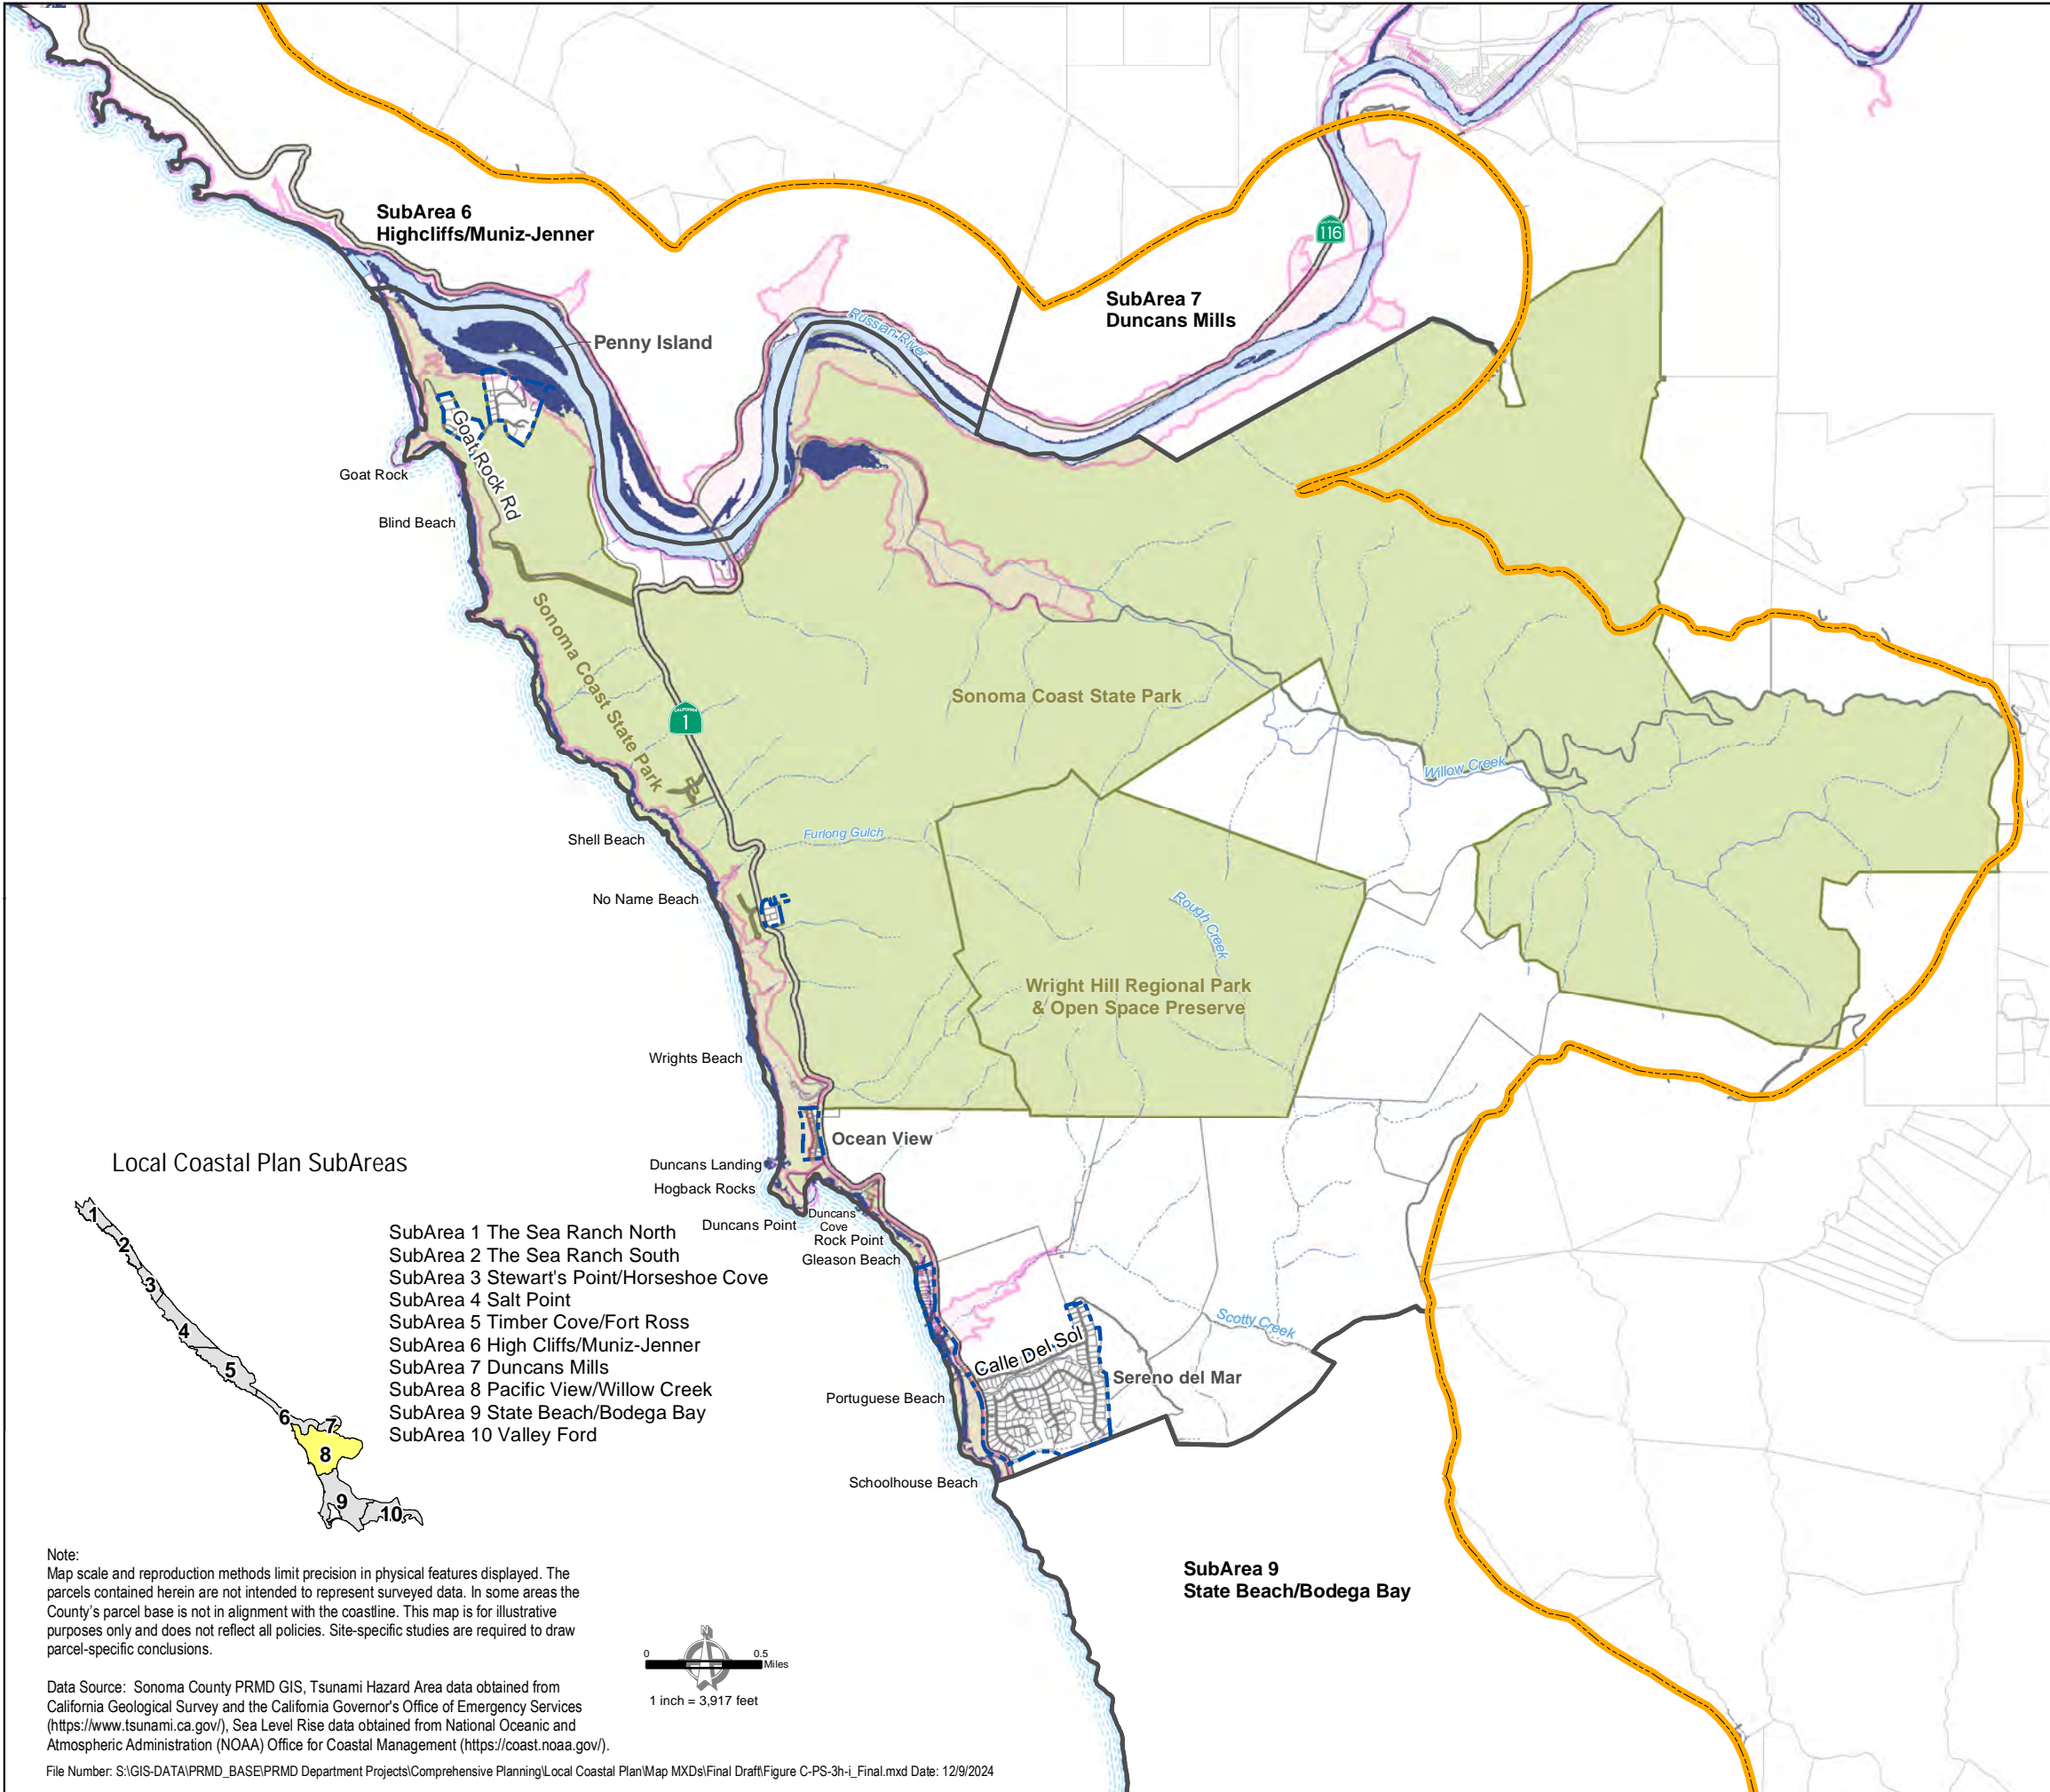 SubArea 6
Highcliffs/Muniz-Jenner
116
SubArea 7
Duncans Mills
Russian River
Penny Island
Goat Rock Rd
Goat Rock
Blind Beach
Sonoma Coast State Park
Sonoma Coast State Park
CALIFORNIA
1
Willow Creek
Shell Beach
Furlong Gulch
No Name Beach
Rough Creek
Wright Hill Regional Park
& Open Space Preserve
Wrights Beach
Ocean View
Duncans Landing
Hogback Rocks
Duncans Point
Duncans
Cove
Rock Point
Gleason Beach
Scotty Creek
Calle Del Sol
Sereno del Mar
Portuguese Beach
Schoolhouse Beach
SubArea 9
State Beach/Bodega Bay
Local Coastal Plan SubAreas
1
2
3
4
5
6
7
8
9
10
SubArea 1 The Sea Ranch North
SubArea 2 The Sea Ranch South
SubArea 3 Stewart's Point/Horseshoe Cove
SubArea 4 Salt Point
SubArea 5 Timber Cove/Fort Ross
SubArea 6 High Cliffs/Muniz-Jenner
SubArea 7 Duncans Mills
SubArea 8 Pacific View/Willow Creek
SubArea 9 State Beach/Bodega Bay
SubArea 10 Valley Ford
Note:
Map scale and reproduction methods limit precision in physical features displayed. The
parcels contained herein are not intended to represent surveyed data. In some areas the
County's parcel base is not in alignment with the coastline. This map is for illustrative
purposes only and does not reflect all policies. Site-specific studies are required to draw
parcel-specific conclusions.
N
0 0.5
Miles
1 inch = 3,917 feet
Data Source: Sonoma County PRMD GIS, Tsunami Hazard Area data obtained from
California Geological Survey and the California Governor's Office of Emergency Services
(https://www.tsunami.ca.gov/), Sea Level Rise data obtained from National Oceanic and
Atmospheric Administration (NOAA) Office for Coastal Management (https://coast.noaa.gov/).
File Number: S:\GIS-DATA\PRMD_BASE\PRMD Department Projects\Comprehensive Planning\Local Coastal Plan\Map MXDs\Final Draft\Figure C-PS-3h-i_Final.mxd Date: 12/9/2024